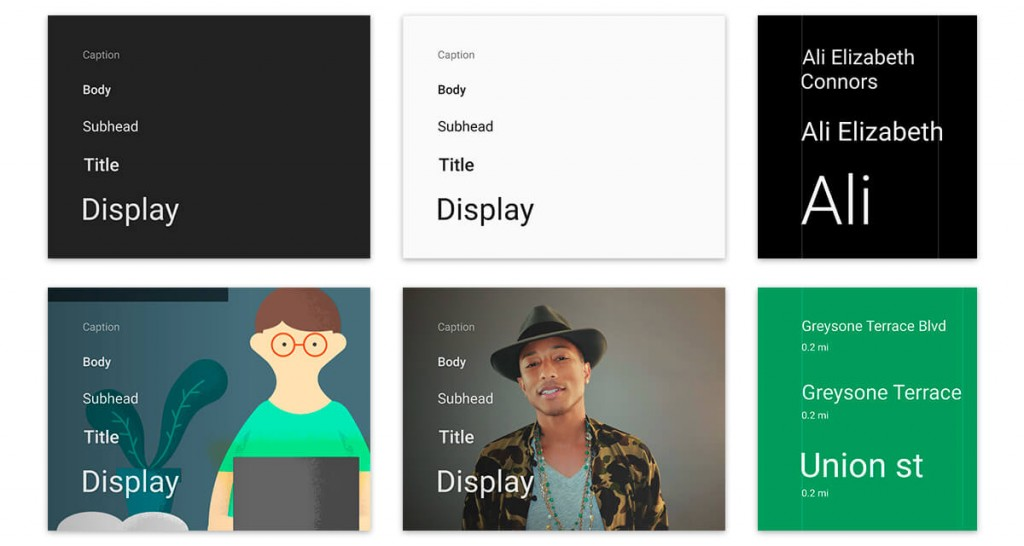 Caption
Body
Subhead
Title
Display
Caption
Body
Subhead
Title
Display
Ali Elizabeth
Connors
Ali Elizabeth
Ali
Caption
Body
Subhead
Title
Display
Caption
Body
Subhead
Title
Display
Greysone Terrace Blvd
0.2 mi
Greysone Terrace
0.2 mi
Union st
0.2 mi